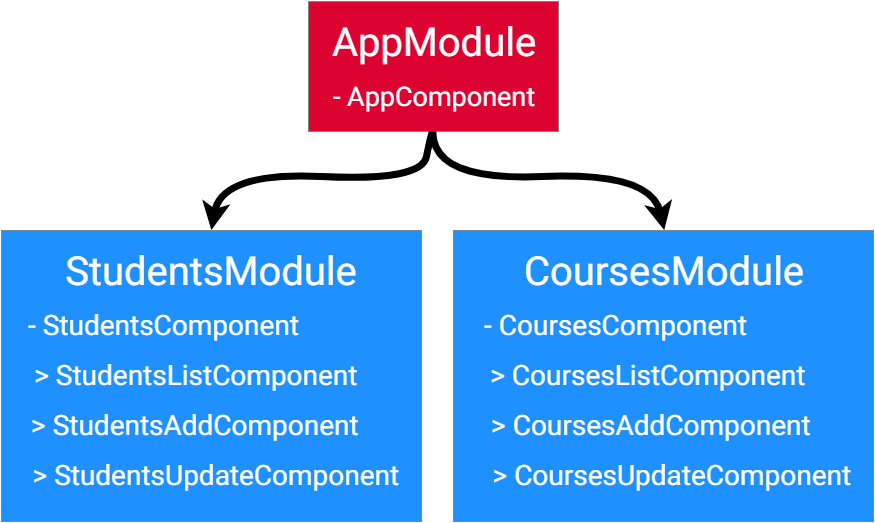 AppModule
- AppComponent
StudentsModule
- StudentsComponent
> StudentsListComponent
> StudentsAddComponent
> StudentsUpdateComponent
CoursesModule
- CoursesComponent
> CoursesListComponent
> CoursesAddComponent
> CoursesUpdateComponent